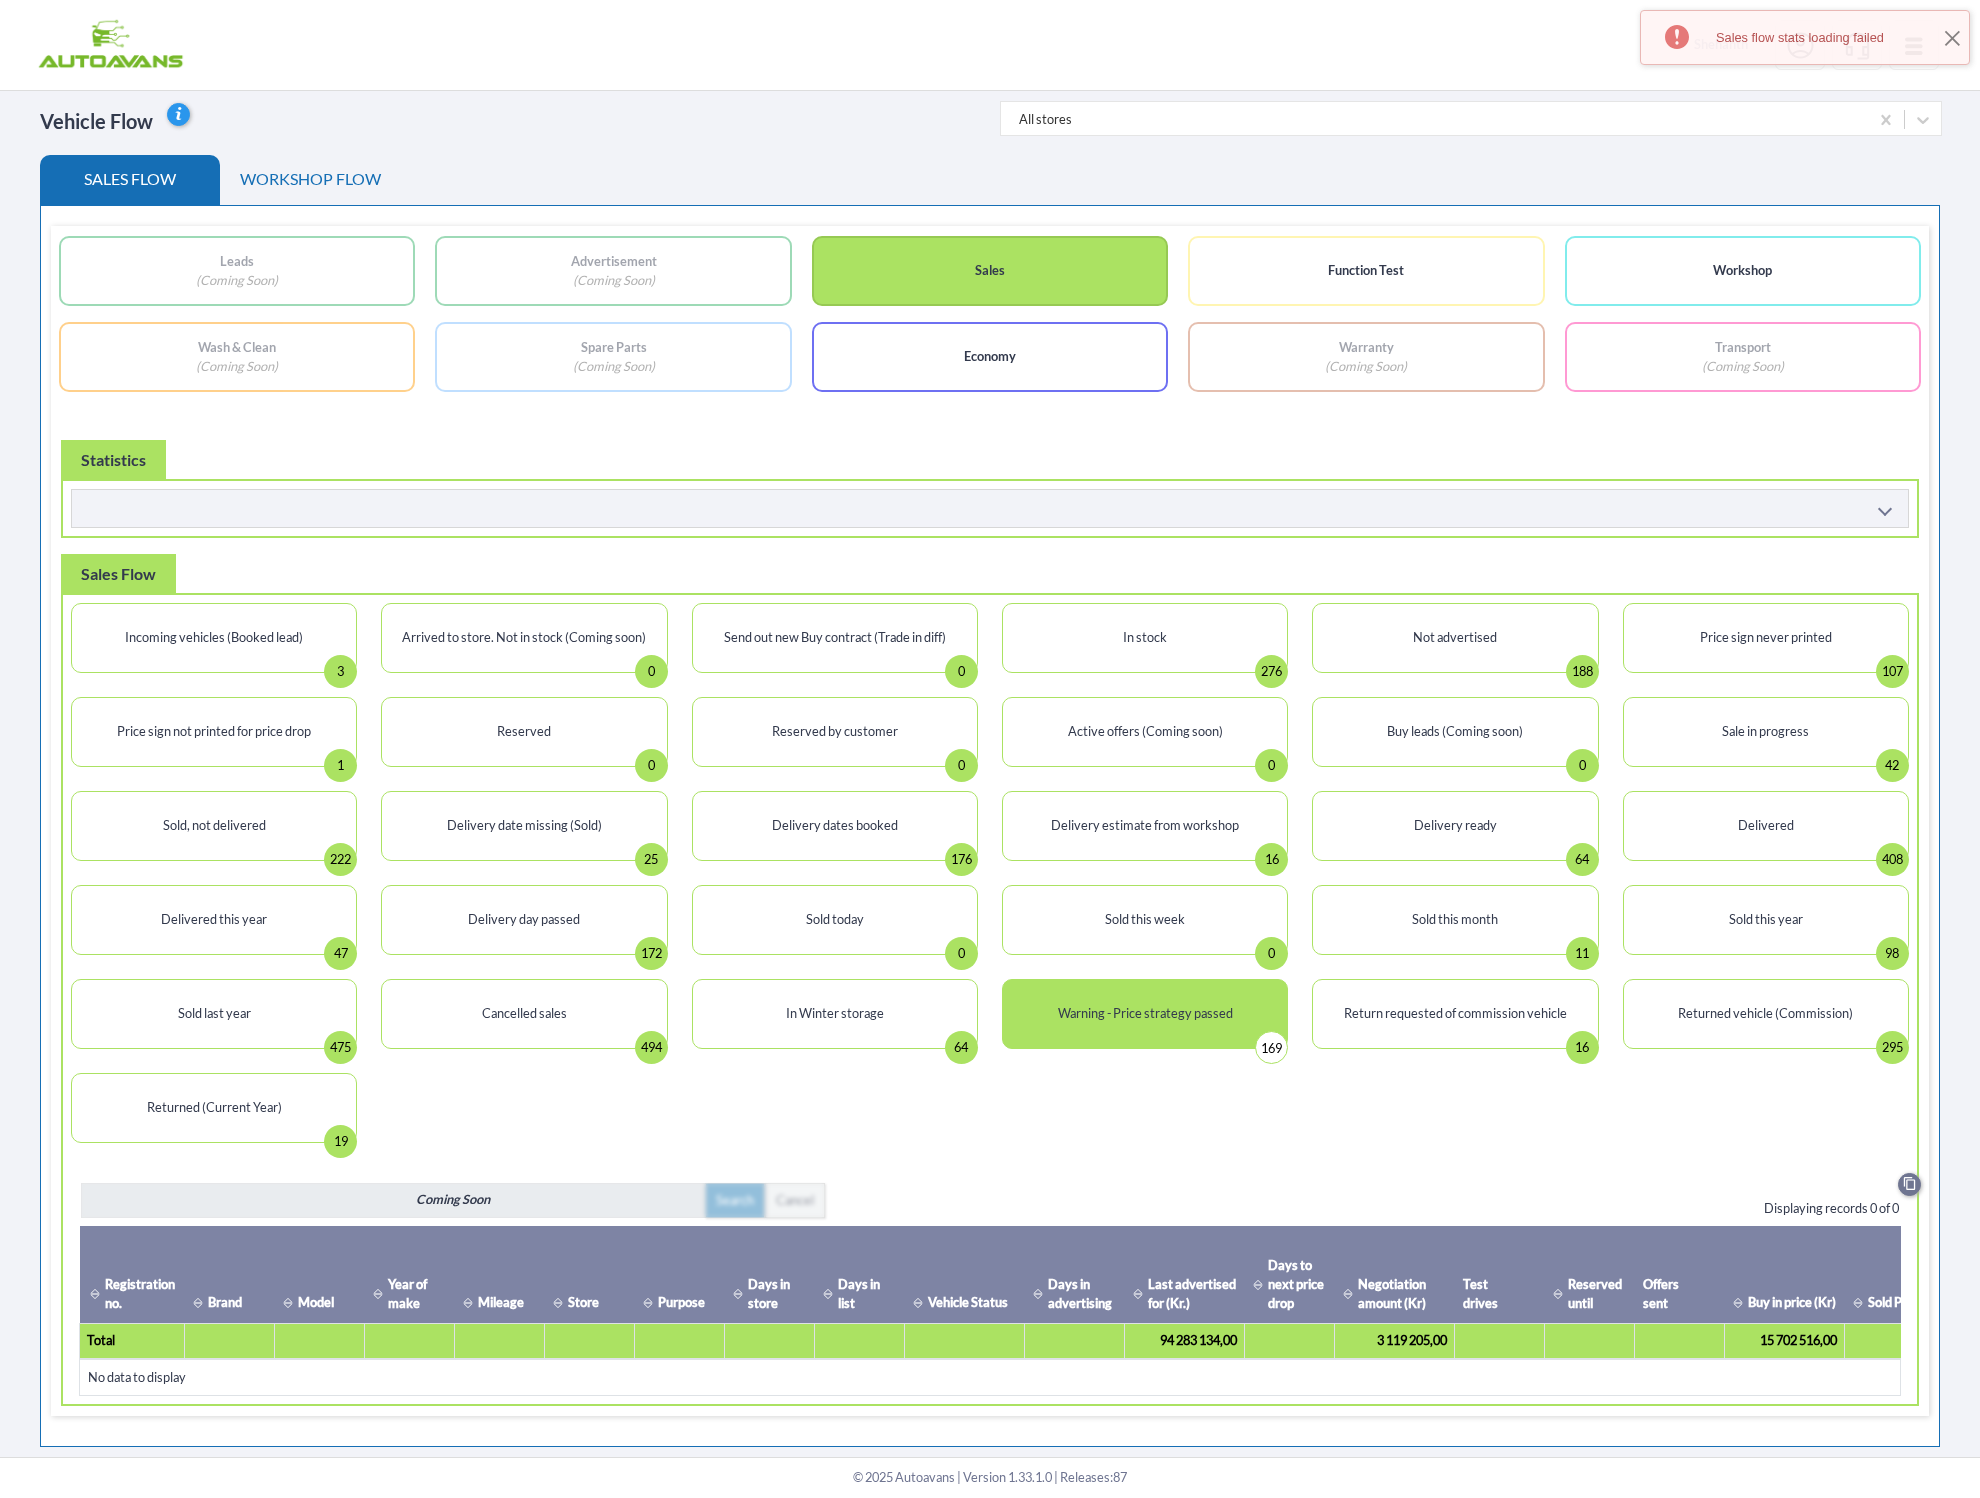 AUTOAVANS
Sales flow stats loading failed
Vehicle Flow
All stores
SALES FLOW
WORKSHOP FLOW
Leads
(Coming Soon)
Advertisement
(Coming Soon)
Sales
Function Test
Workshop
Wash & Clean
(Coming Soon)
Spare Parts
(Coming Soon)
Economy
Warranty
(Coming Soon)
Transport
(Coming Soon)
Statistics
Sales Flow
Incoming vehicles (Booked lead)
3
Arrived to store. Not in stock (Coming soon)
0
Send out new Buy contract (Trade in diff)
0
In stock
276
Not advertised
188
Price sign never printed
107
Price sign not printed for price drop
1
Reserved
0
Reserved by customer
0
Active offers (Coming soon)
0
Buy leads (Coming soon)
0
Sale in progress
42
Sold, not delivered
222
Delivery date missing (Sold)
25
Delivery dates booked
176
Delivery estimate from workshop
16
Delivery ready
64
Delivered
408
Delivered this year
47
Delivery day passed
172
Sold today
0
Sold this week
0
Sold this month
11
Sold this year
98
Sold last year
475
Cancelled sales
494
In Winter storage
64
Warning - Price strategy passed
169
Return requested of commission vehicle
16
Returned vehicle (Commission)
295
Returned (Current Year)
19
Coming Soon
Search
Cancel
Displaying records 0 of 0
Registration
no.
Brand
Model
Year of
make
Mileage
Store
Purpose
Days in
store
Days in
list
Vehicle Status
Days in
advertising
Last advertised
for (Kr.)
Days to
next price
drop
Negotiation
amount (Kr)
Test
drives
Reserved
until
Offers
sent
Buy in price (Kr)
Sold P
Total
94 283 134,00
3 119 205,00
15 702 516,00
No data to display
© 2025 Autoavans | Version 1.33.1.0 | Releases:87